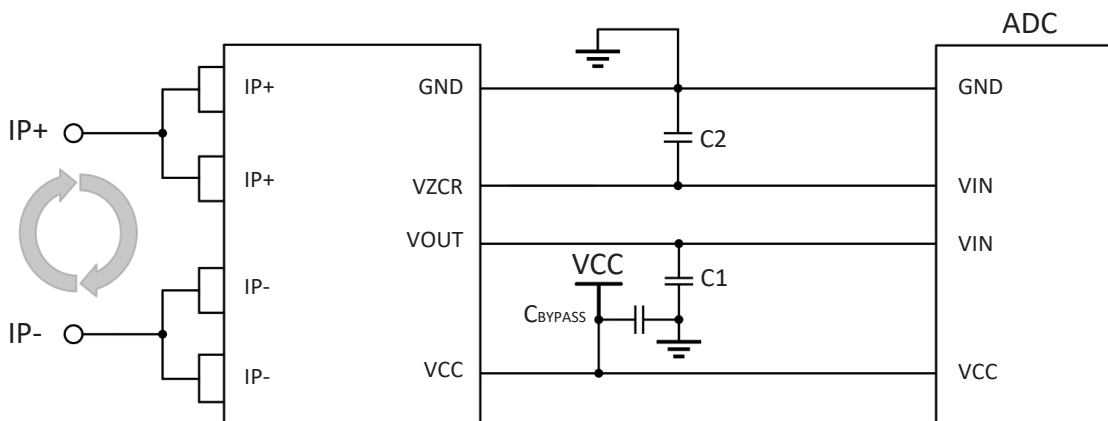 ADC
IP+
GND
GND
IP+
C2
IP+
VZCR
VIN
VOUT
VIN
VCC
C1
IP-
CBYPASS
IP-
IP-
VCC
VCC